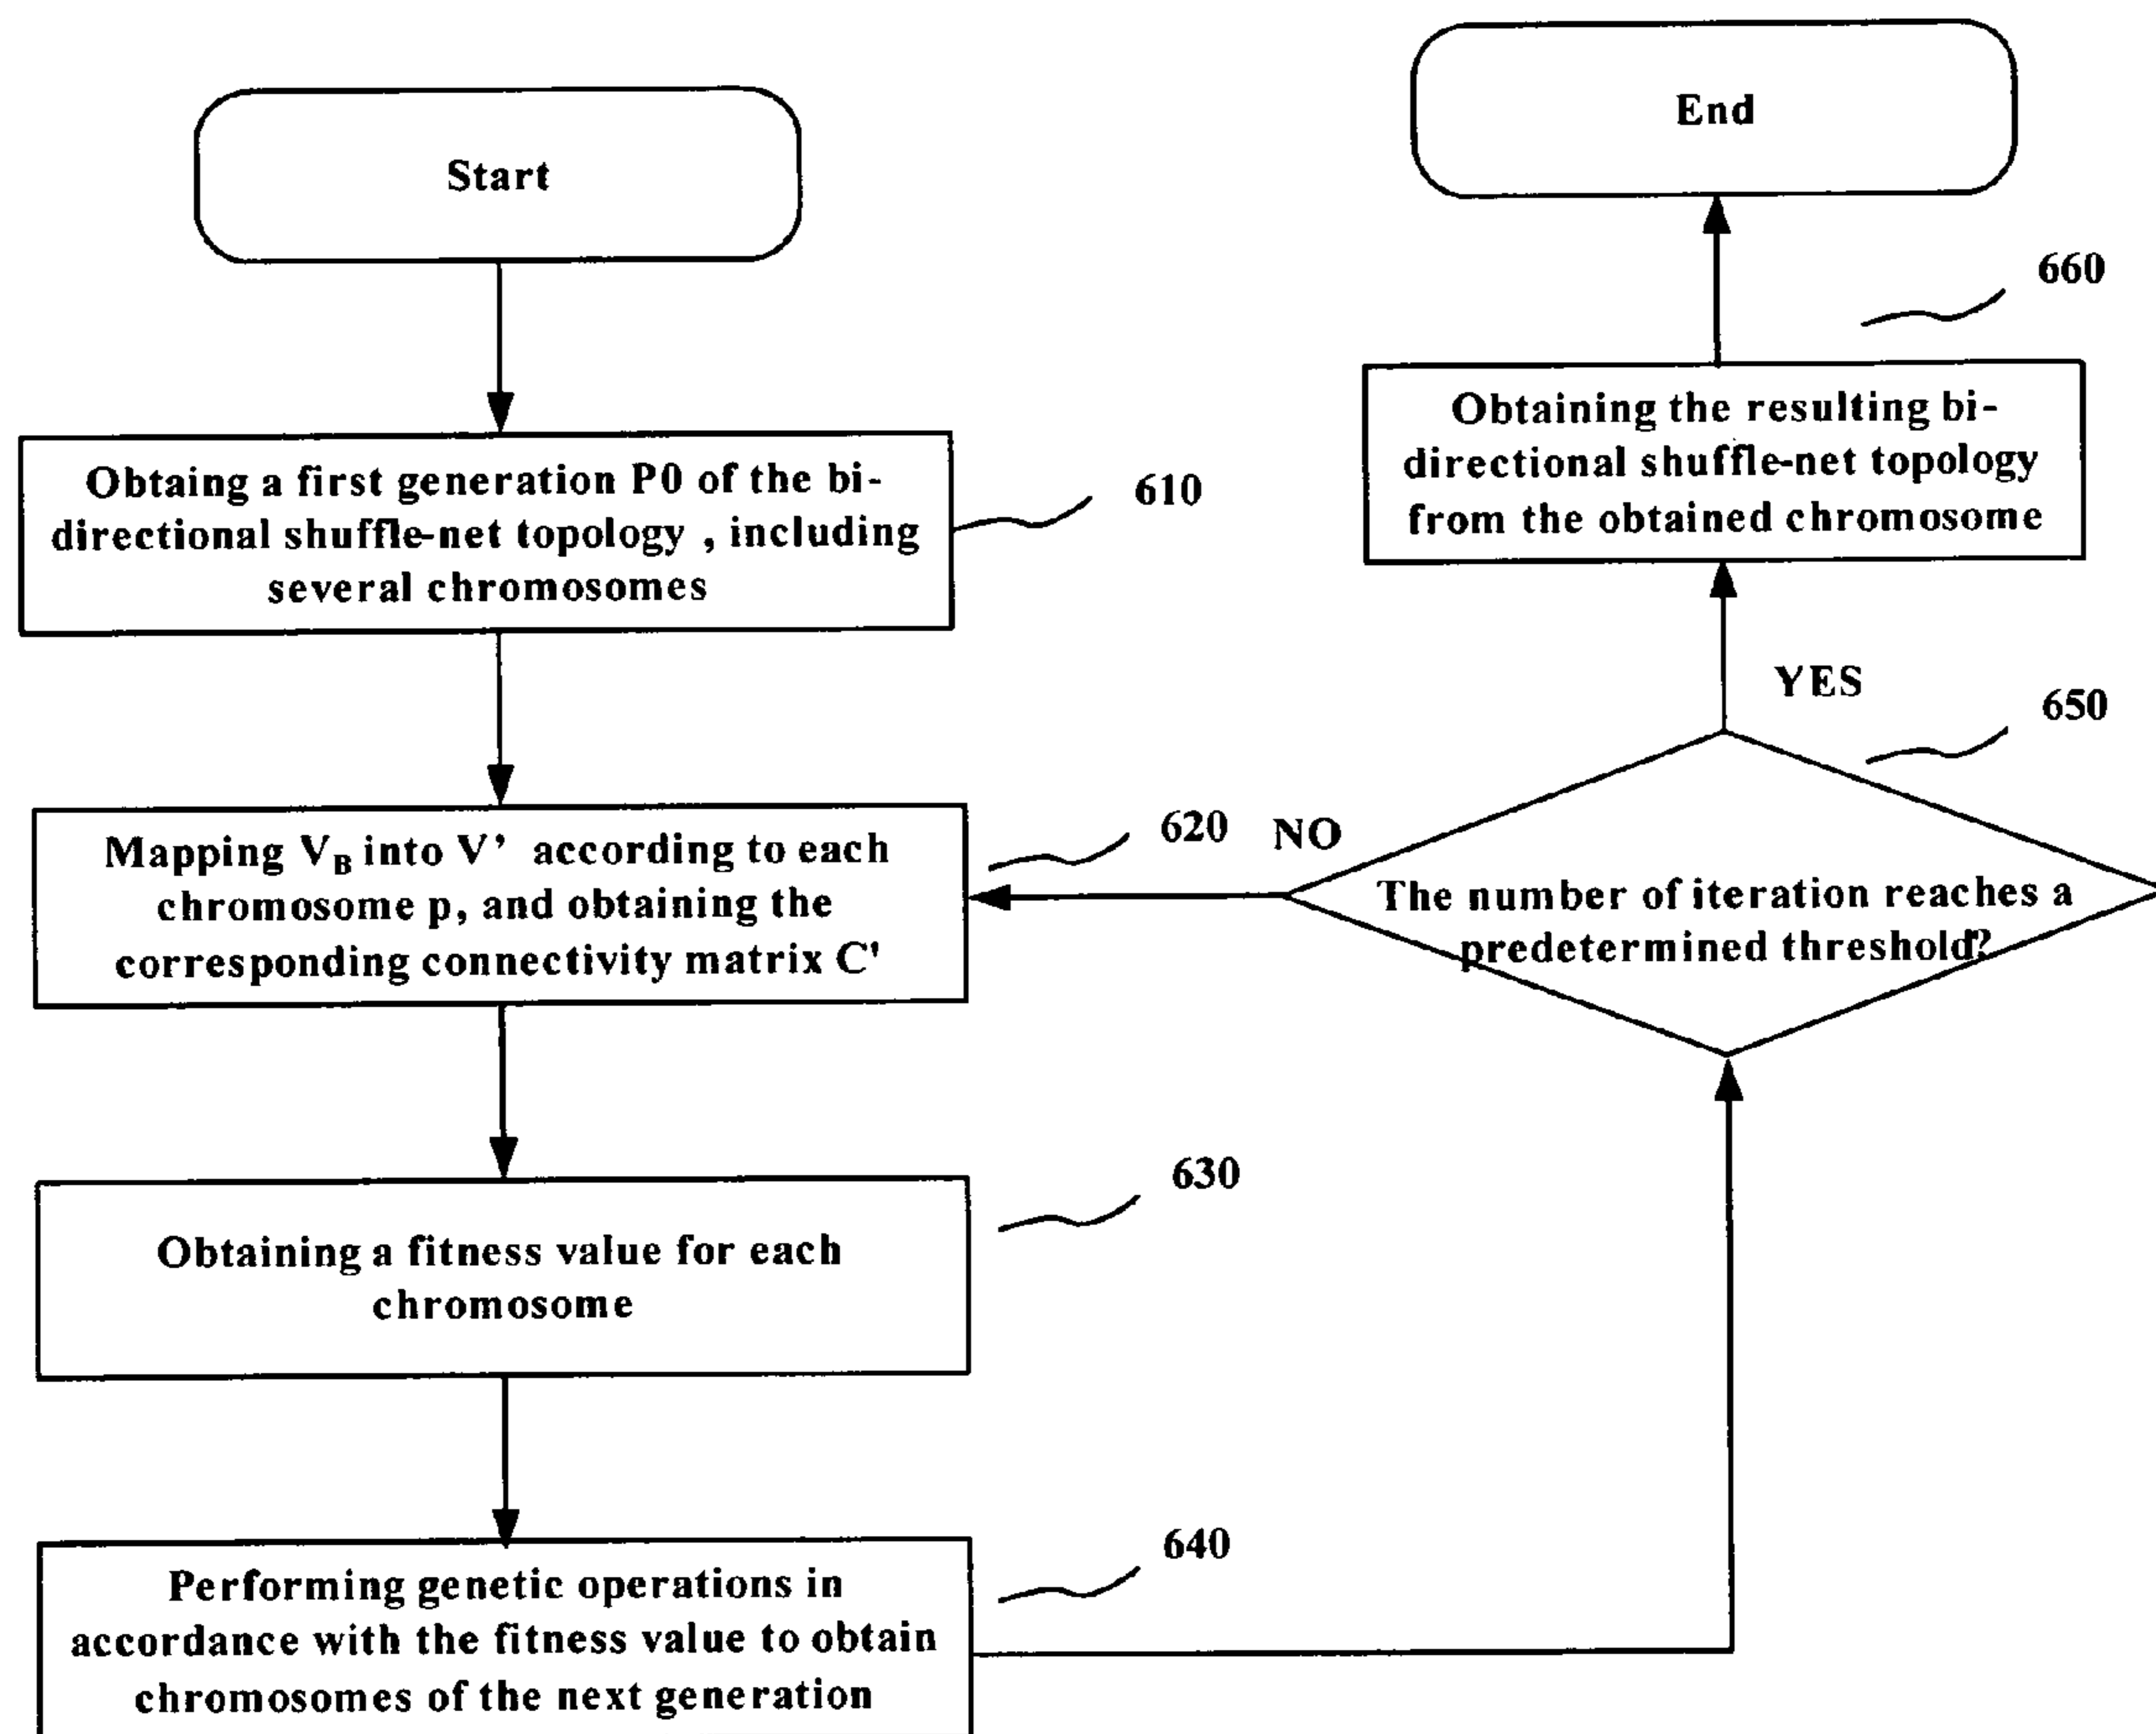 Start
Obtaing a first generation P0 of the bi-
directional shuffle-net topology , including
several chromosomes
610
Mapping VB into V' according to each
chromosome p, and obtaining the
corresponding connectivity matrix C'
620
Obtaining a fitness value for each
chromosome
630
Performing genetic operations in
accordance with the fitness value to obtain
chromosomes of the next generation
640
The number of iteration reaches a
predetermined threshold?
650
NO
YES
Obtaining the resulting bi-
directional shuffle-net topology
from the obtained chromosome
660
End